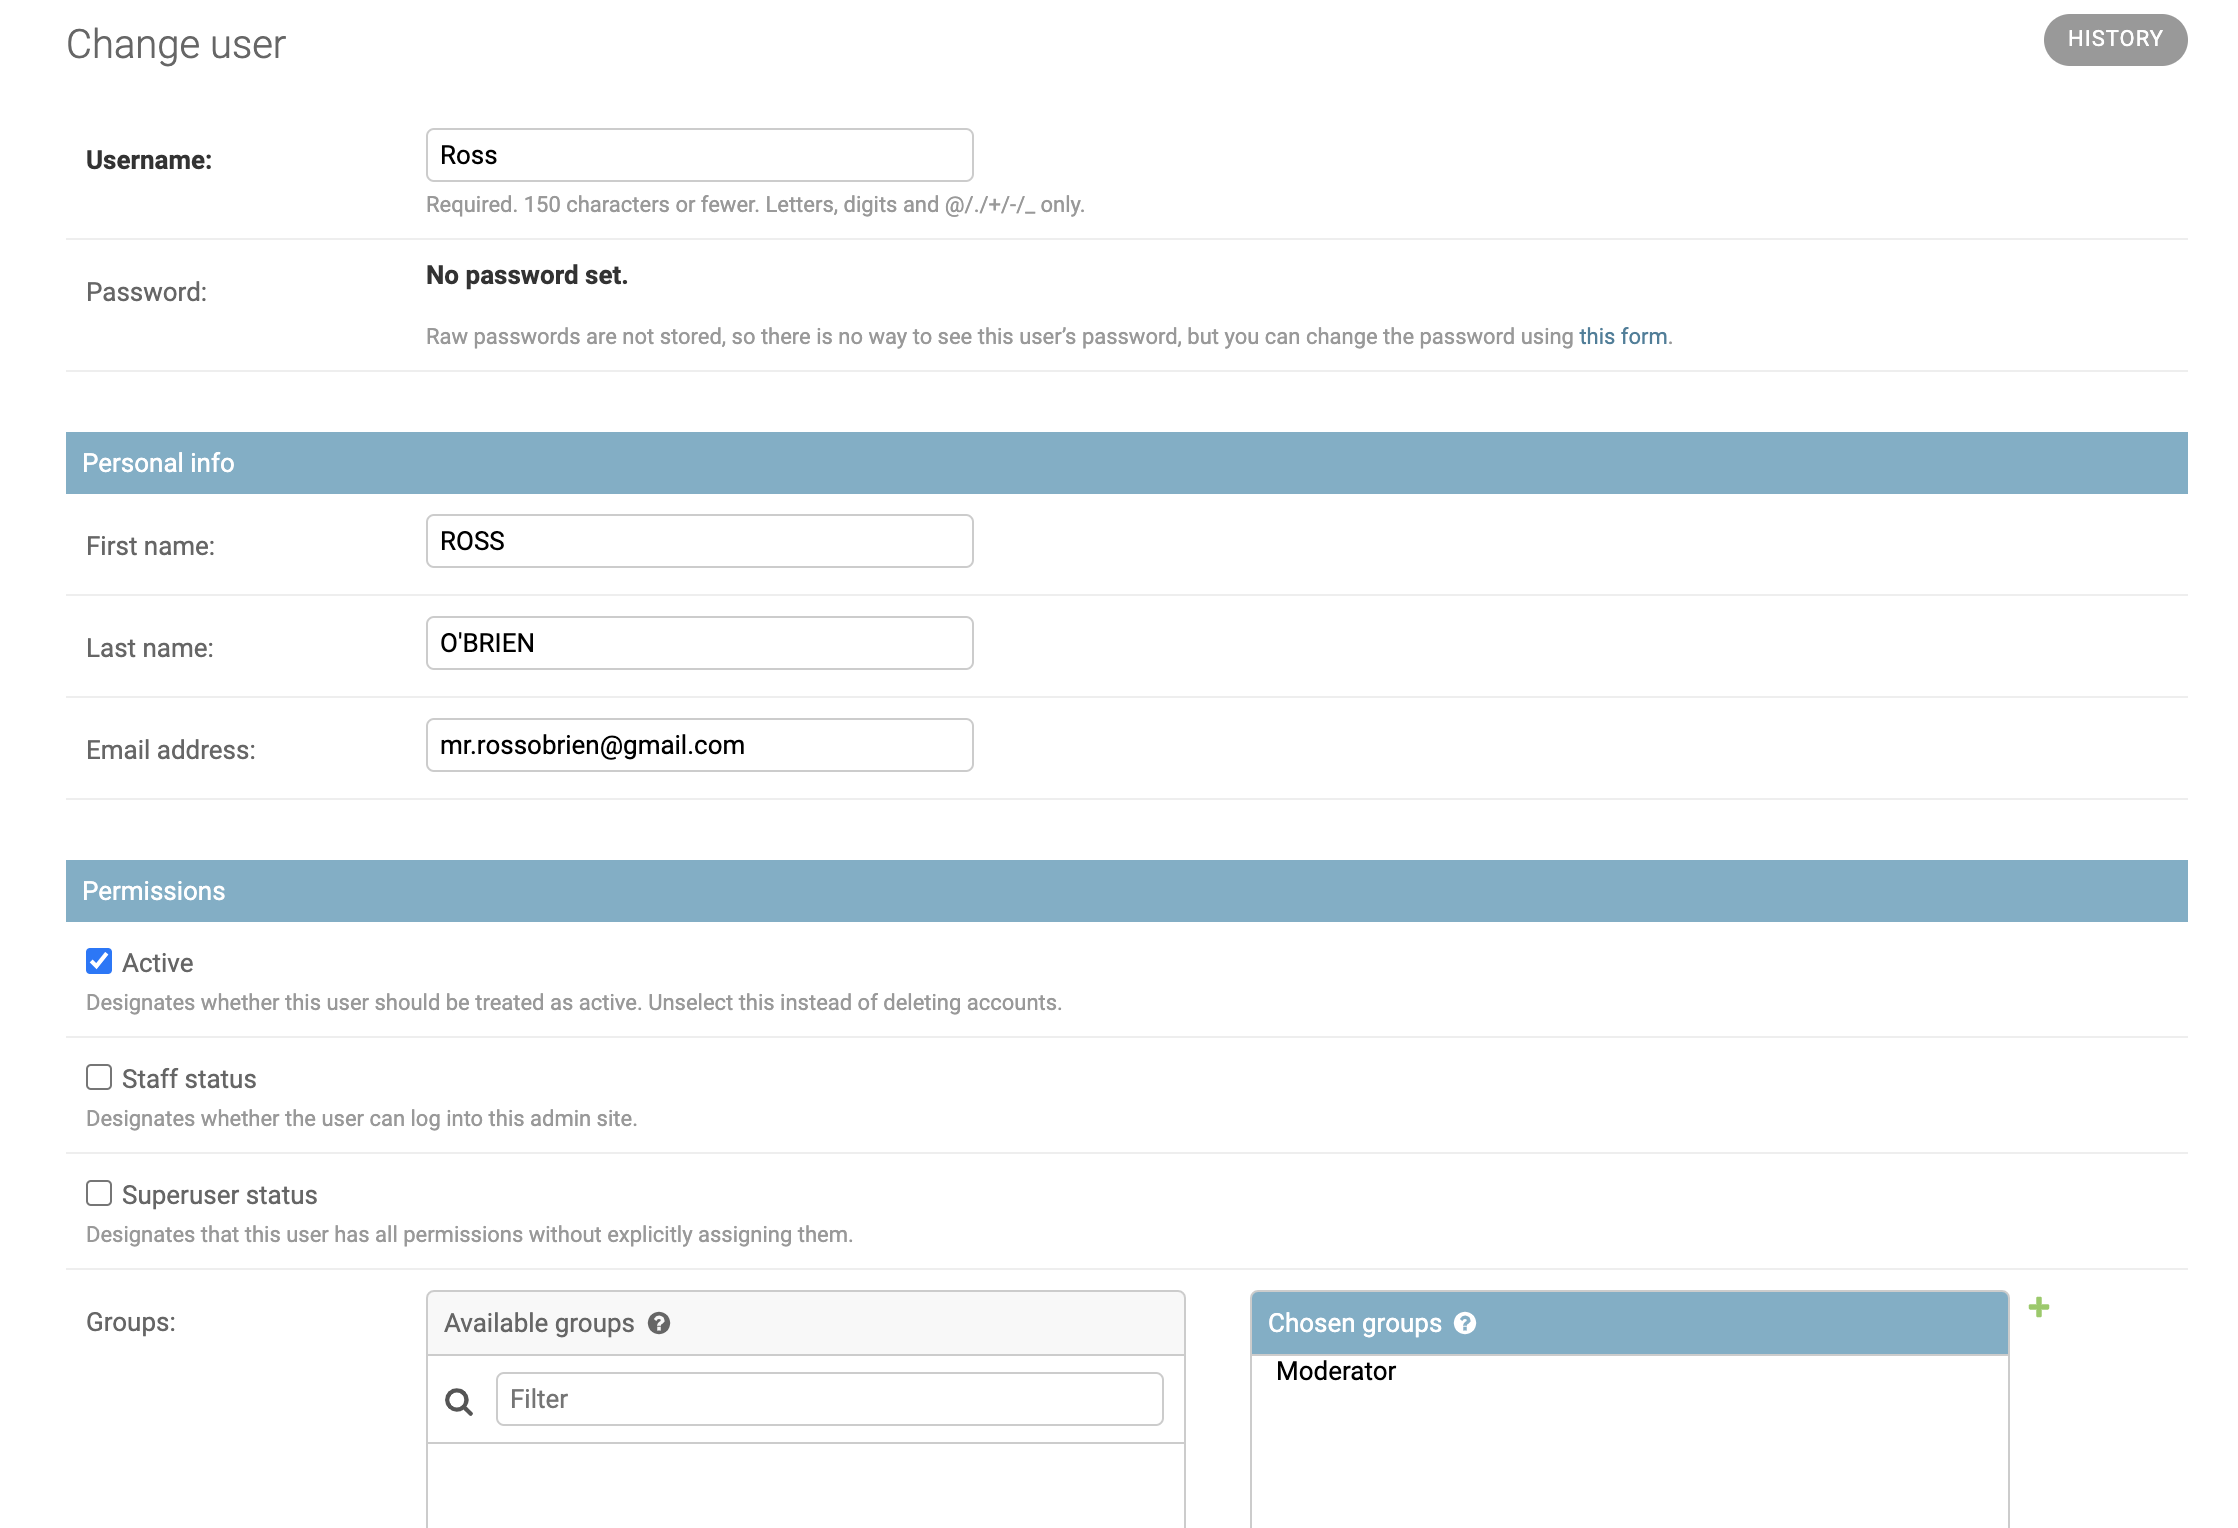 Change user
HISTORY
Username:
Ross
Required. 150 characters or fewer. Letters, digits and @/./+/-/_ only.
Password:
No password set.
Raw passwords are not stored, so there is no way to see this user’s password, but you can change the password using this form.
Personal info
First name:
ROSS
Last name:
O'BRIEN
Email address:
mr.rossobrien@gmail.com
Permissions
Active
Designates whether this user should be treated as active. Unselect this instead of deleting accounts.
Staff status
Designates whether the user can log into this admin site.
Superuser status
Designates that this user has all permissions without explicitly assigning them.
Groups:
Available groups ?
Filter
Chosen groups ?
Moderator